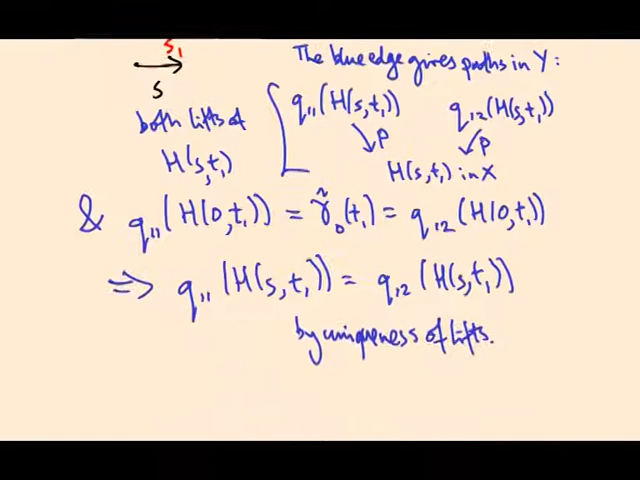 S₁
S
The blue edge gives paths in Y:
both lifts of
H(s,t₁)
q₁₁(H(s,t₁)) q₁₂(H(s,t₁))
↘p ↙p
H(s,t₁) in X
& q₁₁(H(0,t₁)) = γ̃₀(t₁) = q₁₂(H(0,t₁))
⇒ q₁₁(H(s,t₁)) = q₁₂(H(s,t₁))
by uniqueness of lifts.